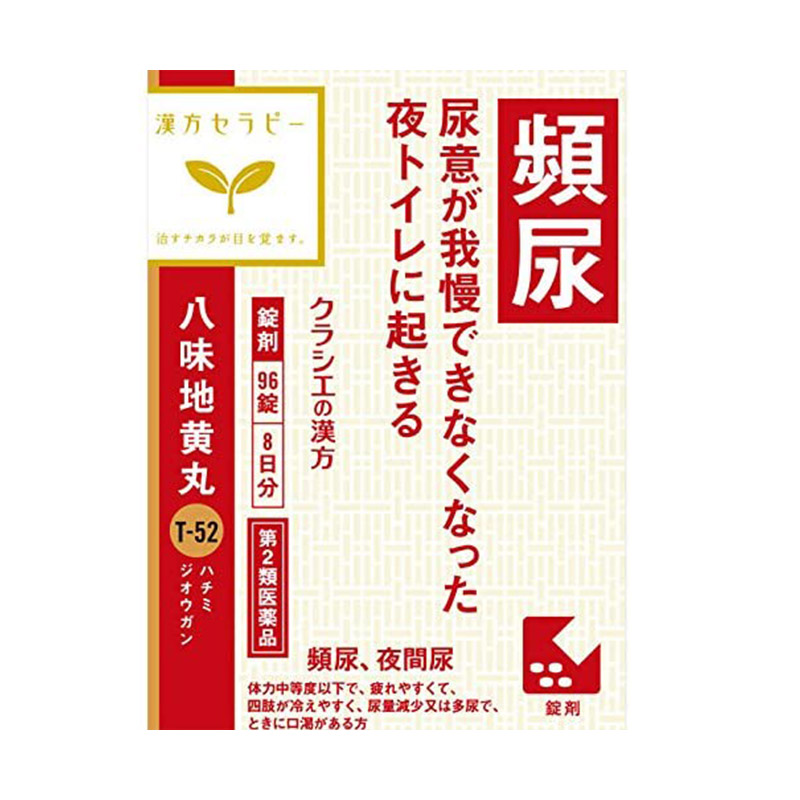 頻尿
尿意が我慢できなくなった
夜トイレに起きる
漢方セラピー
治すチカラが目を覚ます。
クラシエの漢方
錠剤
96錠
8日分
第2類医薬品
八味地黄丸
T-52
ハチミ
ジオウガン
頻尿、夜間尿
体力中等度以下で、疲れやすくて、
四肢が冷えやすく、尿量減少又は多尿で、
ときに口渇がある方
錠剤